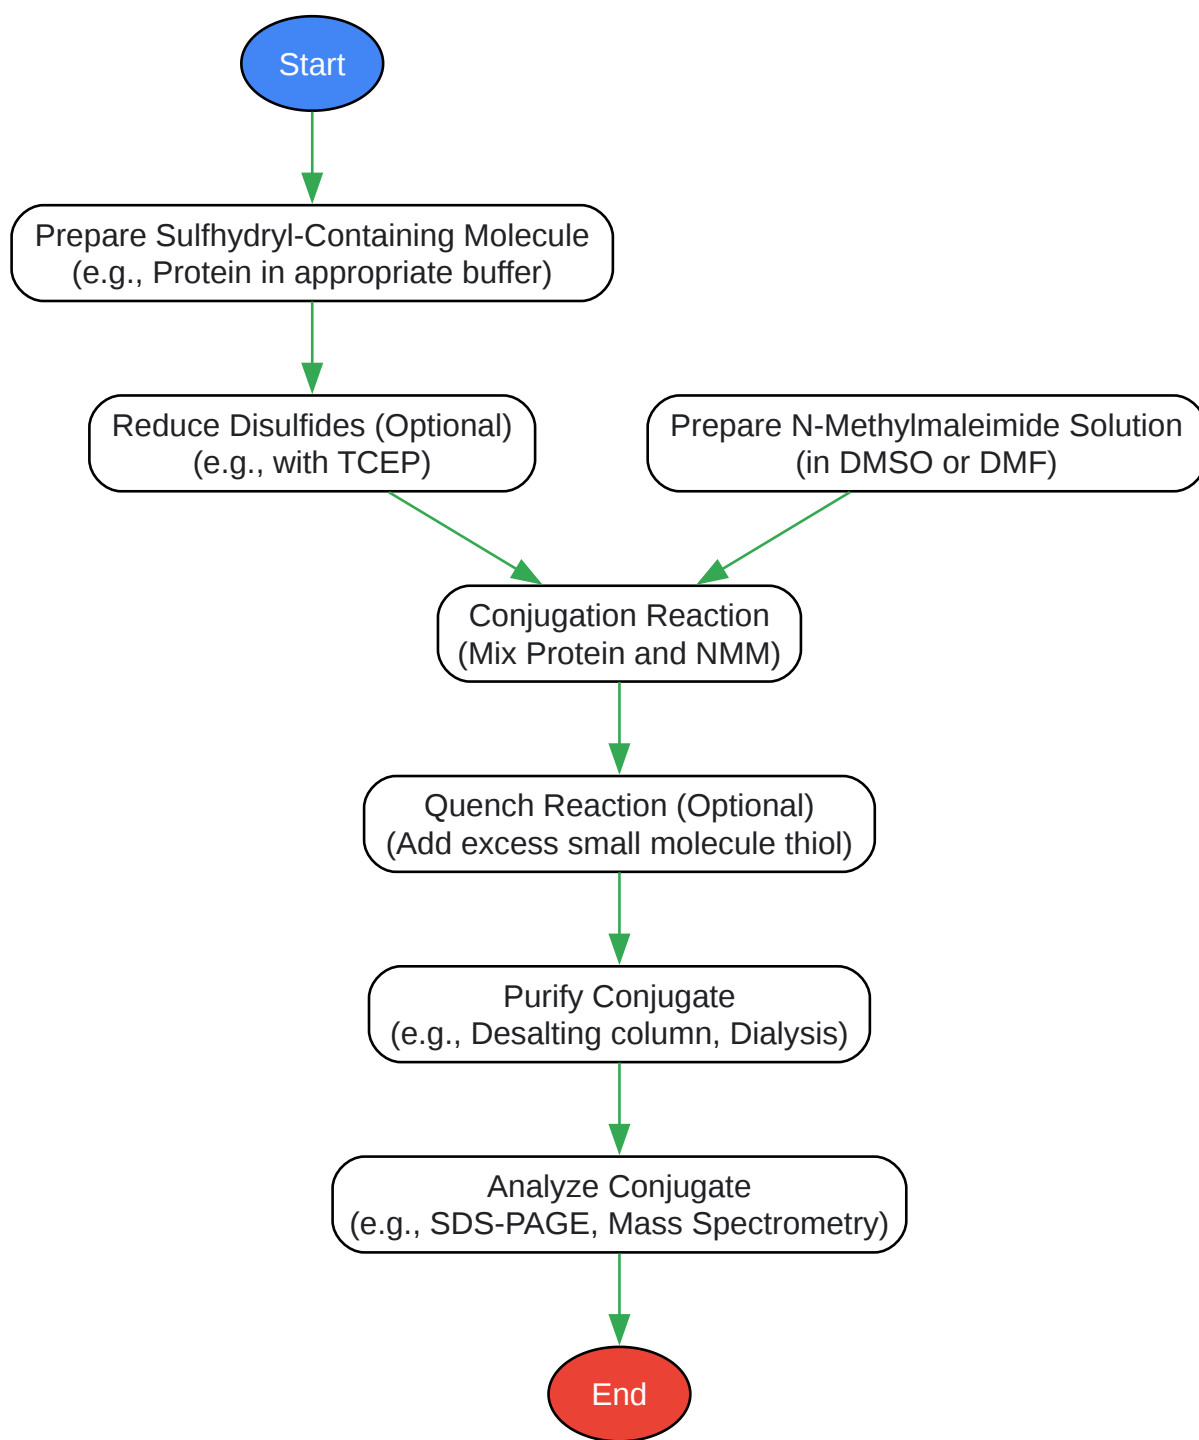 Start
Prepare Sulfhydryl-Containing Molecule
(e.g., Protein in appropriate buffer)
Reduce Disulfides (Optional)
(e.g., with TCEP)
Prepare N-Methylmaleimide Solution
(in DMSO or DMF)
Conjugation Reaction
(Mix Protein and NMM)
Quench Reaction (Optional)
(Add excess small molecule thiol)
Purify Conjugate
(e.g., Desalting column, Dialysis)
Analyze Conjugate
(e.g., SDS-PAGE, Mass Spectrometry)
End